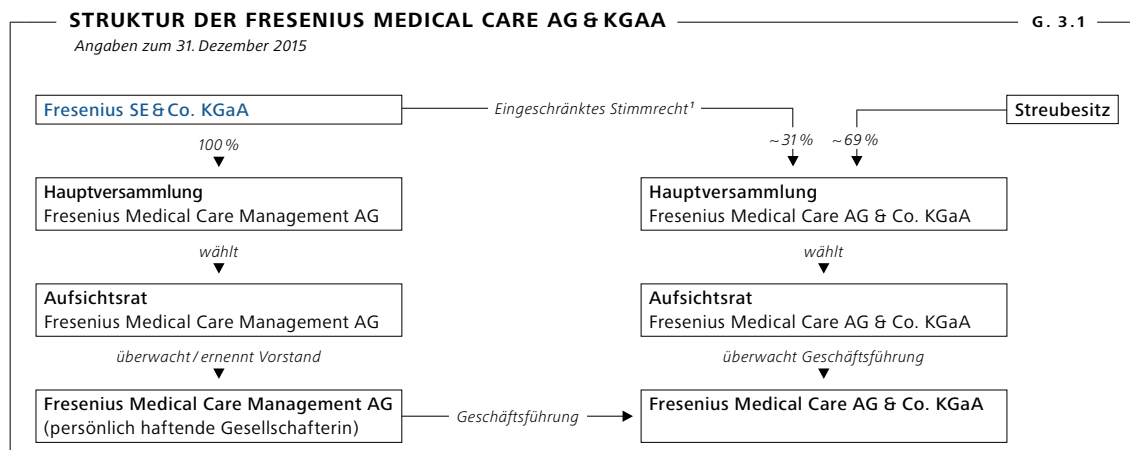 STRUKTUR DER FRESENIUS MEDICAL CARE AG & KGAA
G. 3.1
Angaben zum 31. Dezember 2015
Fresenius SE & Co. KGaA
Eingeschränktes Stimmrecht¹
Streubesitz
100 %
~31 %
~69 %
Hauptversammlung
Fresenius Medical Care Management AG
Hauptversammlung
Fresenius Medical Care AG & Co. KGaA
wählt
wählt
Aufsichtsrat
Fresenius Medical Care Management AG
Aufsichtsrat
Fresenius Medical Care AG & Co. KGaA
überwacht / ernennt Vorstand
überwacht Geschäftsführung
Fresenius Medical Care Management AG
(persönlich haftende Gesellschafterin)
Geschäftsführung
Fresenius Medical Care AG & Co. KGaA